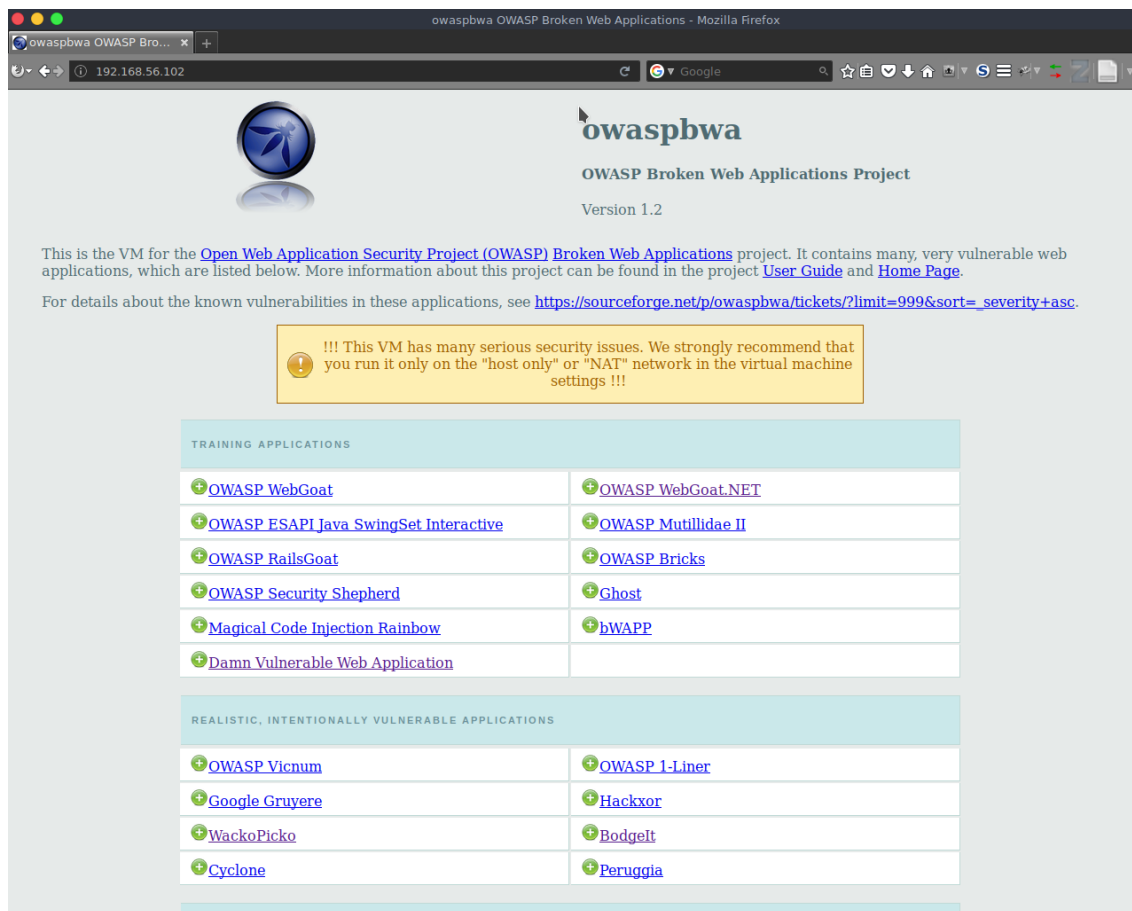 owaspbwa OWASP Broken Web Applications - Mozilla Firefox
owaspbwa OWASP Bro...
192.168.56.102
Google
owaspbwa
OWASP Broken Web Applications Project
Version 1.2
This is the VM for the Open Web Application Security Project (OWASP) Broken Web Applications project. It contains many, very vulnerable web
applications, which are listed below. More information about this project can be found in the project User Guide and Home Page.
For details about the known vulnerabilities in these applications, see https://sourceforge.net/p/owaspbwa/tickets/?limit=999&sort=_severity+asc.
!!! This VM has many serious security issues. We strongly recommend that
you run it only on the "host only" or "NAT" network in the virtual machine
settings !!!
TRAINING APPLICATIONS
OWASP WebGoat
OWASP WebGoat.NET
OWASP ESAPI Java SwingSet Interactive
OWASP Mutillidae II
OWASP RailsGoat
OWASP Bricks
OWASP Security Shepherd
Ghost
Magical Code Injection Rainbow
bWAPP
Damn Vulnerable Web Application
REALISTIC, INTENTIONALLY VULNERABLE APPLICATIONS
OWASP Vicnum
OWASP 1-Liner
Google Gruyere
Hackxor
WackoPicko
BodgeIt
Cyclone
Peruggia